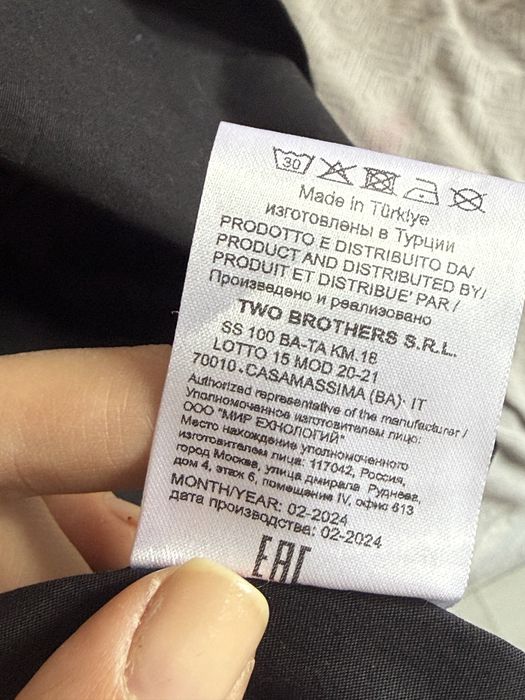 30
Made in Türkiye
изготовлены в Турции
PRODOTTO E DISTRIBUITO DA/
PRODUCT AND DISTRIBUTED BY/
PRODUIT ET DISTRIBUE' PAR /
Произведено и реализовано
TWO BROTHERS S.R.L.
SS 100 BA-TA KM.18
LOTTO 15 MOD 20-21
70010-CASAMASSIMA (BA)- IT
Authorized representative of the manufacturer /
Уполномоченное изготовителем лицо:
ООО "МИР ЕХНОЛОГИЙ"
Место нахождение уполномоченного
изготовителем лица: 117042, Россия,
город Москва, улица дмирала Руднева,
дом 4, этаж 6, помещение IV, офис 613
MONTH/YEAR: 02-2024
дата производства: 02-2024
EAC